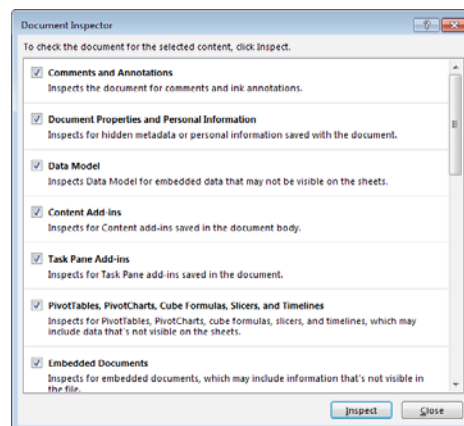 Document Inspector
To check the document for the selected content, click Inspect.
Comments and Annotations
Inspects the document for comments and ink annotations.
Document Properties and Personal Information
Inspects for hidden metadata or personal information saved with the document.
Data Model
Inspects Data Model for embedded data that may not be visible on the sheets.
Content Add-ins
Inspects for Content add-ins saved in the document body.
Task Pane Add-ins
Inspects for Task Pane add-ins saved in the document.
PivotTables, PivotCharts, Cube Formulas, Slicers, and Timelines
Inspects for PivotTables, PivotCharts, cube formulas, slicers, and timelines, which may
include data that's not visible on the sheets.
Embedded Documents
Inspects for embedded documents, which may include information that's not visible in
the file.
Inspect
Close